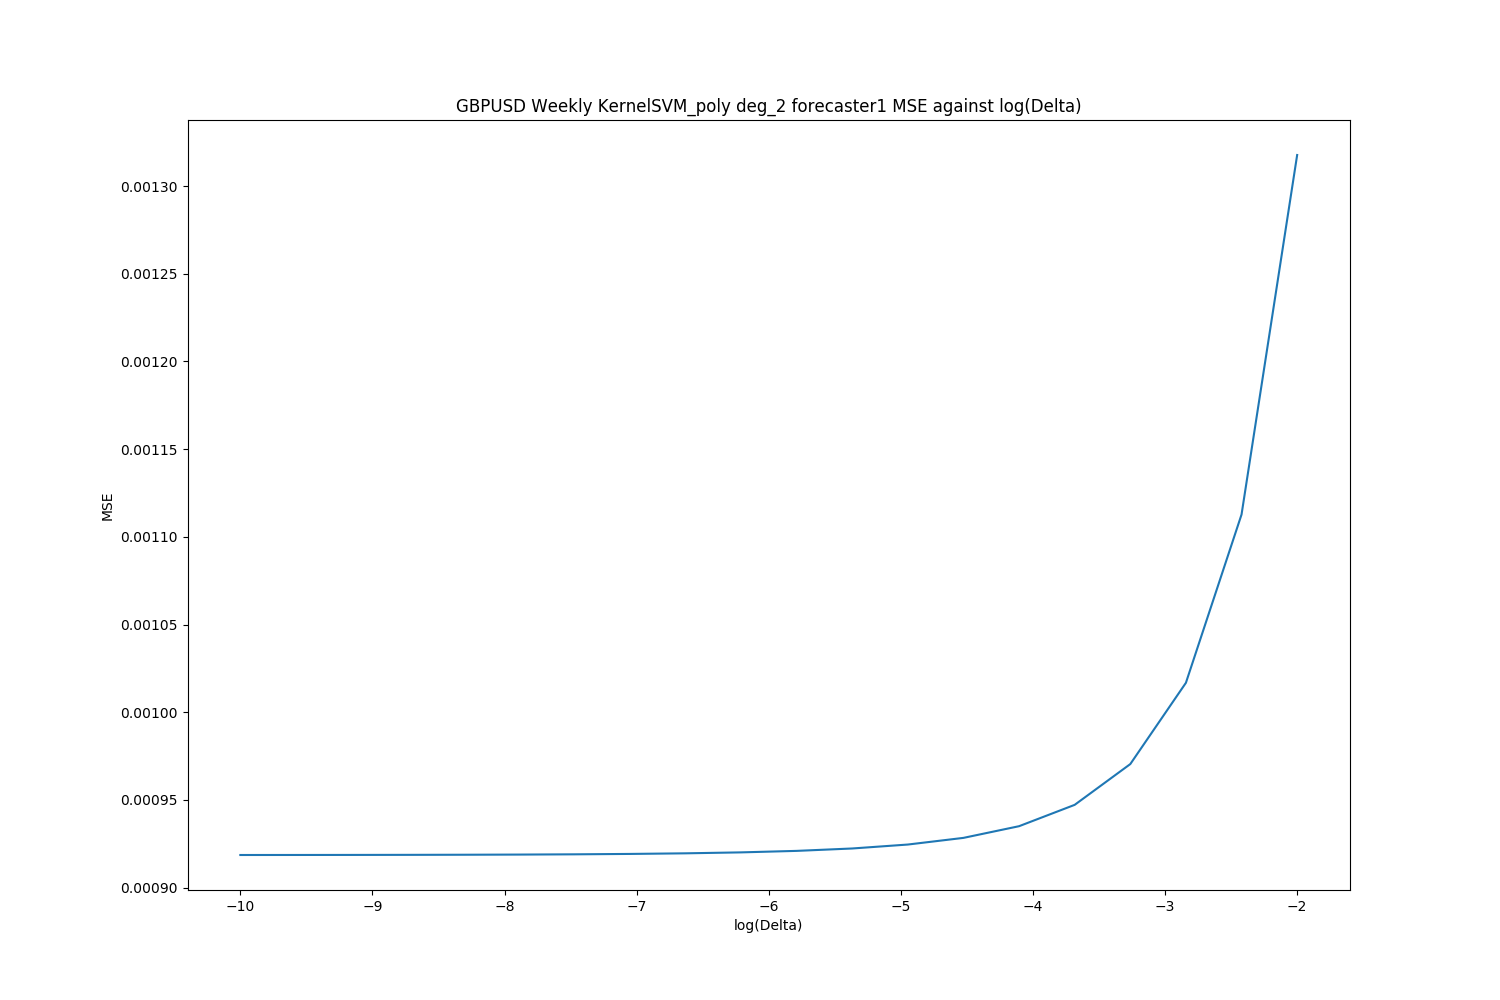 GBPUSD Weekly KernelSVM_poly deg_2 forecaster1 MSE against log(Delta)
0.00130
0.00125
0.00120
0.00115
0.00110
0.00105
0.00100
0.00095
0.00090
MSE
−10 −9 −8 −7 −6 −5 −4 −3 −2
log(Delta)